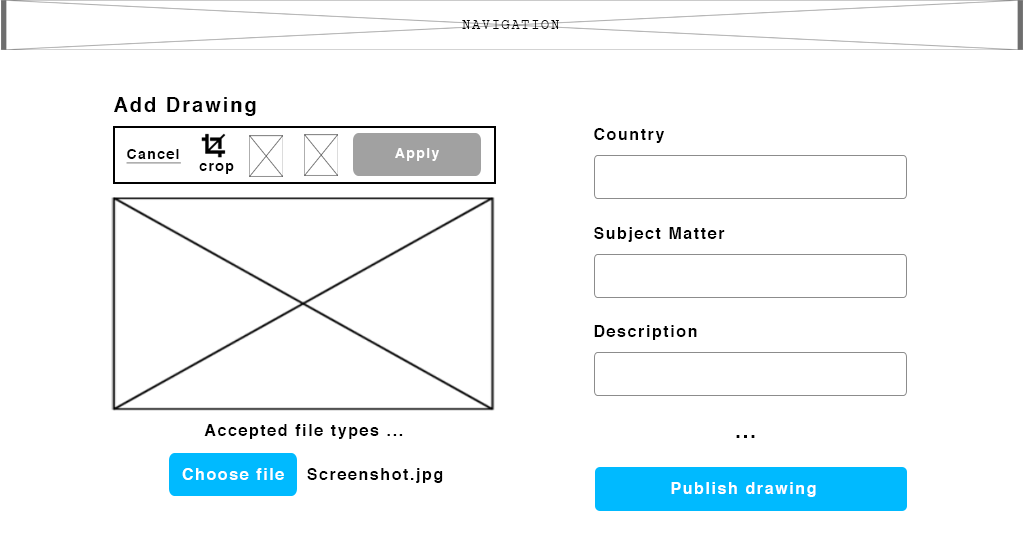 NAVIGATION
Add Drawing
Cancel
crop
Apply
Accepted file types ...
Choose file Screenshot.jpg
Country
Subject Matter
Description
...
Publish drawing